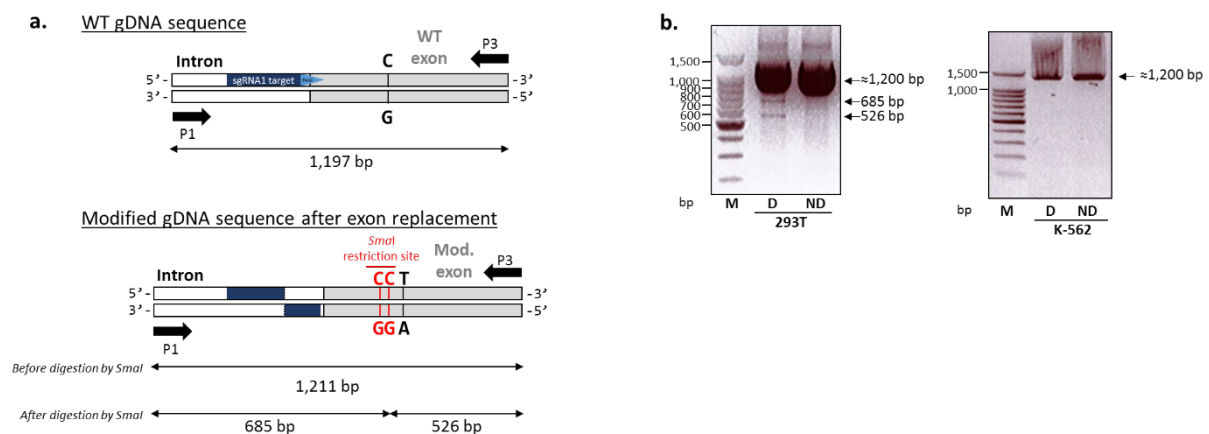 a.
WT gDNA sequence
Intron
C
WT
exon
P3
5’-
sgRNA1 target
-3’
3’-
-5’
G
P1
1,197 bp
Modified gDNA sequence after exon replacement
SmaI
restriction site
Mod.
exon
P3
Intron
CC T
5’-
-3’
3’-
-5’
GG A
P1
Before digestion by SmaI
1,211 bp
After digestion by SmaI
685 bp
526 bp
b.
1,500
1,000
900
800
700
600
500
≈1,200 bp
685 bp
526 bp
bp
M
D
ND
293T
1,500
1,000
≈1,200 bp
bp
M
D
ND
K-562